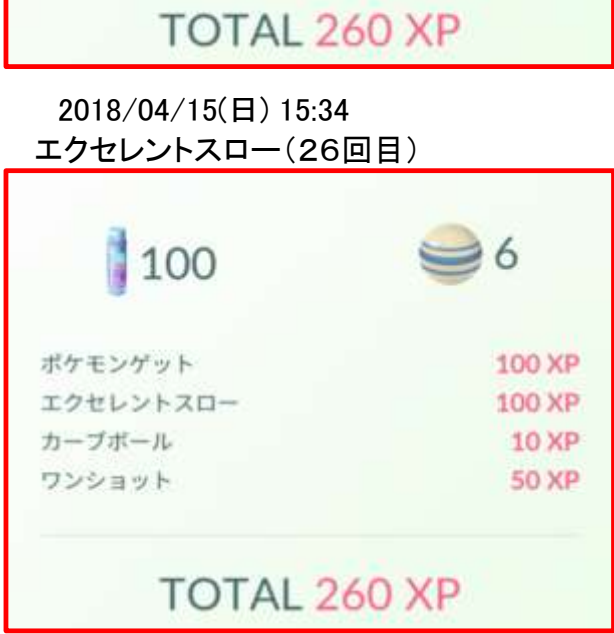 TOTAL 260 XP
2018/04/15(日) 15:34
エクセレントスロー(26回目)
100 6
ポケモンゲット 100 XP
エクセレントスロー 100 XP
カーブボール 10 XP
ワンショット 50 XP
TOTAL 260 XP